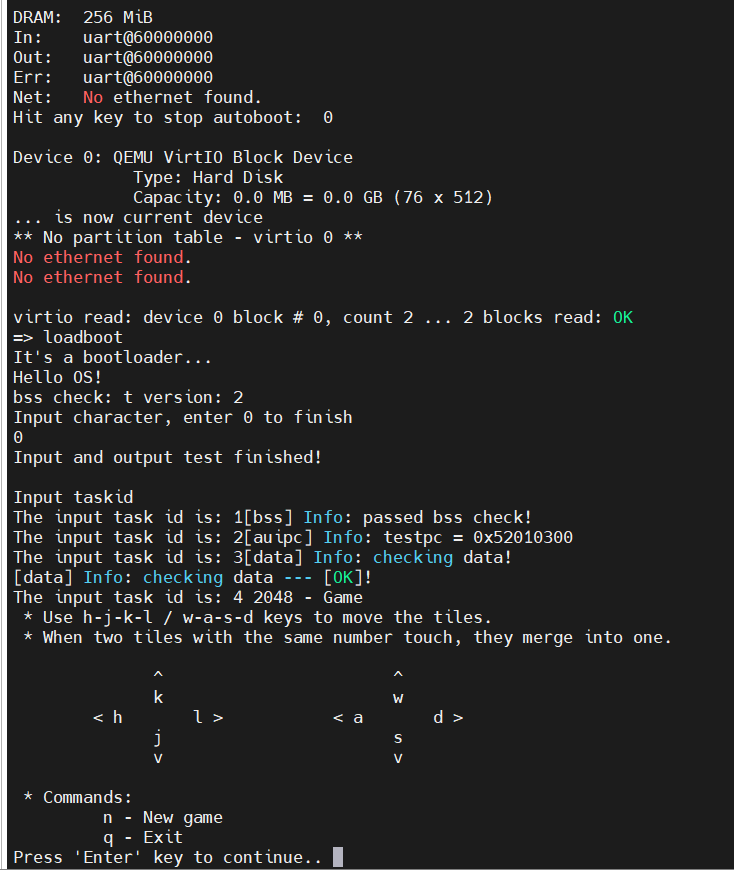 DRAM:  256 MiB
In:    uart@60000000
Out:   uart@60000000
Err:   uart@60000000
Net:   No ethernet found.
Hit any key to stop autoboot:  0
Device 0: QEMU VirtIO Block Device
            Type: Hard Disk
            Capacity: 0.0 MB = 0.0 GB (76 x 512)
... is now current device
** No partition table - virtio 0 **
No ethernet found.
No ethernet found.
virtio read: device 0 block # 0, count 2 ... 2 blocks read: OK
=> loadboot
It's a bootloader...
Hello OS!
bss check: t version: 2
Input character, enter 0 to finish
0
Input and output test finished!
Input taskid
The input task id is: 1[bss] Info: passed bss check!
The input task id is: 2[auipc] Info: testpc = 0x52010300
The input task id is: 3[data] Info: checking data!
[data] Info: checking data --- [OK]!
The input task id is: 4 2048 - Game
 * Use h-j-k-l / w-a-s-d keys to move the tiles.
 * When two tiles with the same number touch, they merge into one.
              ^                       ^
              k                       w
        < h       l >           < a       d >
              j                       s
              v                       v
 * Commands:
         n - New game
         q - Exit
Press 'Enter' key to continue..